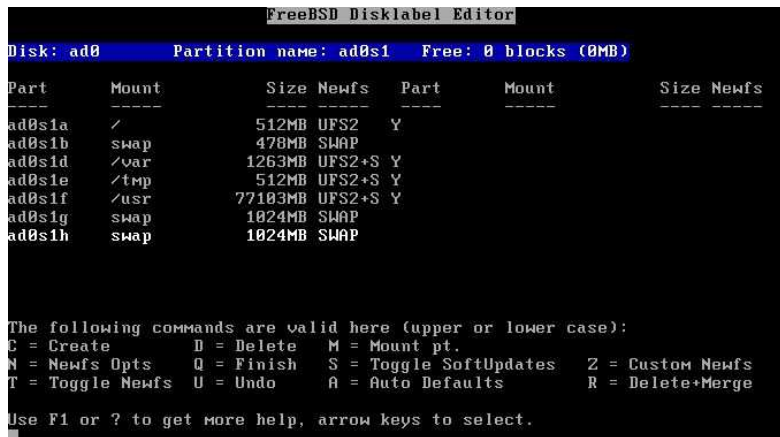 FreeBSD Disklabel Editor
Disk: ad0 Partition name: ad0s1 Free: 0 blocks (0MB)
Part Mount Size Newfs Part Mount Size Newfs
---- ----- ---- ----- ---- ----- ---- -----
ad0s1a / 512MB UFS2 Y
ad0s1b swap 478MB SWAP
ad0s1d /var 1263MB UFS2+S Y
ad0s1e /tmp 512MB UFS2+S Y
ad0s1f /usr 77103MB UFS2+S Y
ad0s1g swap 1024MB SWAP
ad0s1h swap 1024MB SWAP
The following commands are valid here (upper or lower case):
C = Create D = Delete M = Mount pt.
N = Newfs Opts Q = Finish S = Toggle SoftUpdates Z = Custom Newfs
T = Toggle Newfs U = Undo A = Auto Defaults R = Delete+Merge
Use F1 or ? to get more help, arrow keys to select.